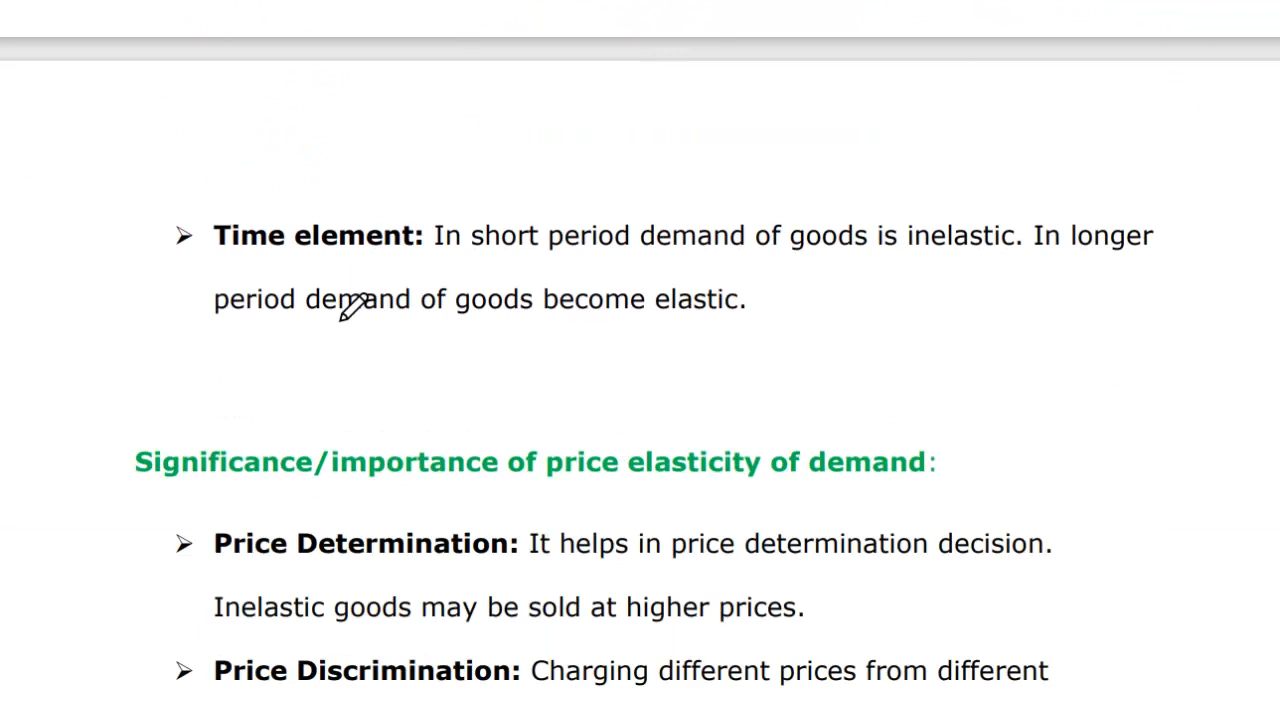 ➢ Time element: In short period demand of goods is inelastic. In longer
period demand of goods become elastic.
Significance/importance of price elasticity of demand:
➢ Price Determination: It helps in price determination decision.
Inelastic goods may be sold at higher prices.
➢ Price Discrimination: Charging different prices from different